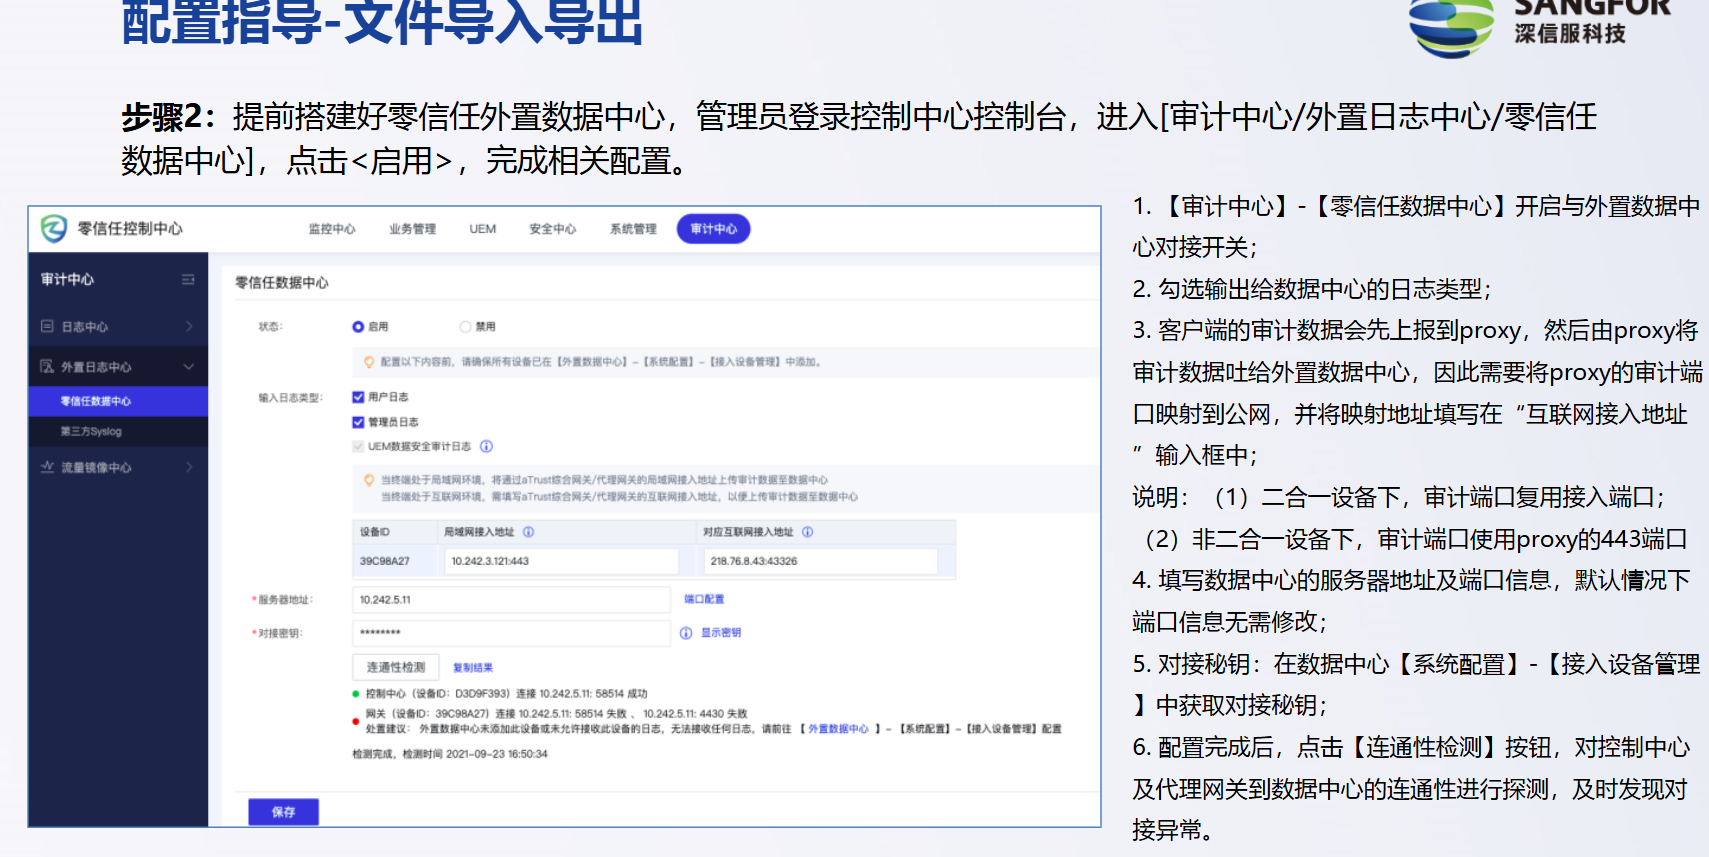 配置指导-文件导入导出
SANGFOR
深信服科技
步骤2：提前搭建好零信任外置数据中心，管理员登录控制中心控制台，进入[审计中心/外置日志中心/零信任
数据中心]，点击<启用>，完成相关配置。
零信任控制中心
监控中心 业务管理 UEM 安全中心 系统管理 审计中心
审计中心
日志中心
外置日志中心
零信任数据中心
第三方Syslog
流量镜像中心
零信任数据中心
状态： 启用 禁用
配置以下内容前，请确保所有设备已在【外置数据中心】–【系统配置】–【接入设备管理】中添加。
输入日志类型： 用户日志
管理员日志
UEM数据安全审计日志
当终端处于局域网环境，将通过aTrust综合网关/代理网关的局域网接入地址上传审计数据至数据中心
当终端处于互联网环境，需填写aTrust综合网关/代理网关的互联网接入地址，以便上传审计数据至数据中心
设备ID 局域网接入地址 对应互联网接入地址
39C98A27 10.242.3.121:443 218.76.8.43:43326
*服务器地址： 10.242.5.11 端口配置
*对接密钥： ******** 显示密钥
连通性检测 复制结果
控制中心（设备ID：D3D9F393）连接 10.242.5.11: 58514 成功
网关（设备ID：39C98A27）连接 10.242.5.11: 58514 失败 、 10.242.5.11: 4430 失败
处置建议： 外置数据中心未添加此设备或未允许接收此设备的日志，无法接收任何日志，请前往 【 外置数据中心 】–【系统配置】–【接入设备管理】配置
检测完成，检测时间 2021–09–23 16:50:34
保存
1. 【审计中心】-【零信任数据中心】开启与外置数据中
心对接开关；
2. 勾选输出给数据中心的日志类型；
3. 客户端的审计数据会先上报到proxy，然后由proxy将
审计数据吐给外置数据中心，因此需要将proxy的审计端
口映射到公网，并将映射地址填写在“互联网接入地址
”输入框中；
说明：（1）二合一设备下，审计端口复用接入端口；
（2）非二合一设备下，审计端口使用proxy的443端口
4. 填写数据中心的服务器地址及端口信息，默认情况下
端口信息无需修改；
5. 对接秘钥：在数据中心【系统配置】-【接入设备管理
】中获取对接秘钥；
6. 配置完成后，点击【连通性检测】按钮，对控制中心
及代理网关到数据中心的连通性进行探测，及时发现对
接异常。